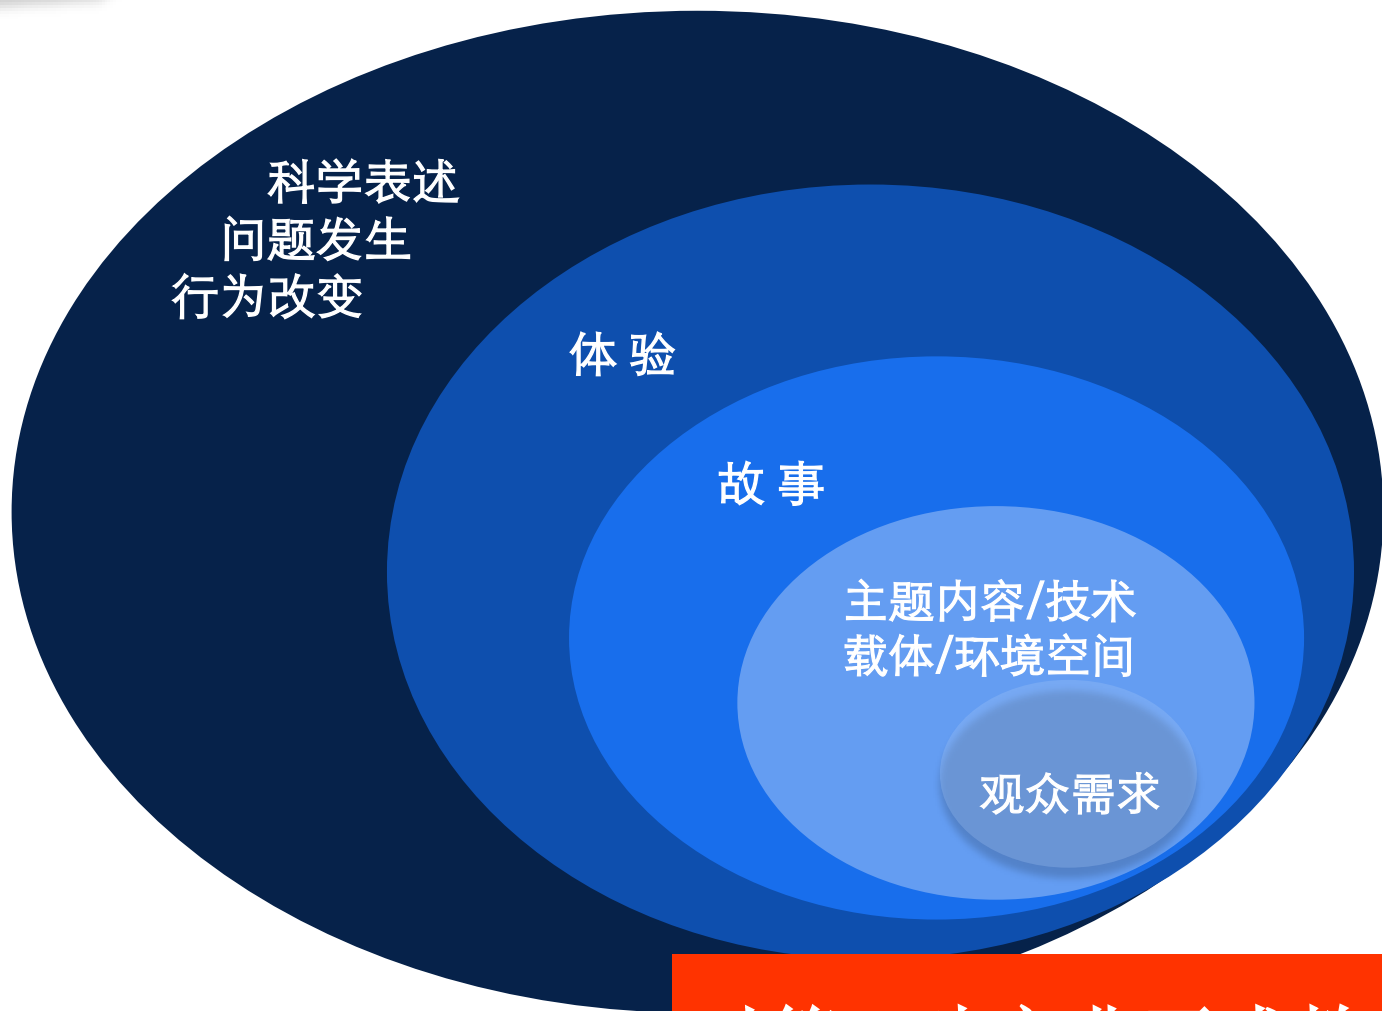 科学表述
问题发生
行为改变
体 验
故 事
主题内容/技术
载体/环境空间
观众需求